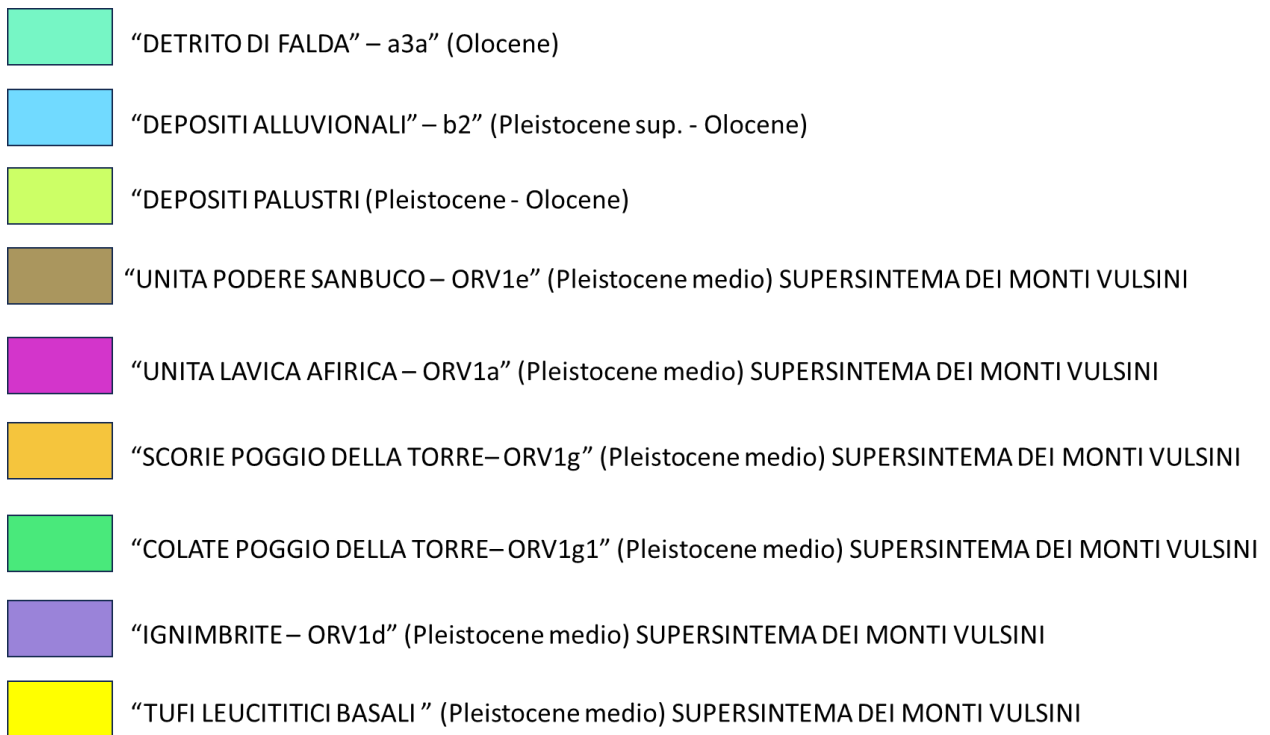 “DETRITO DI FALDA” – a3a” (Olocene)
“DEPOSITI ALLUVIONALI” – b2” (Pleistocene sup. - Olocene)
“DEPOSITI PALUSTRI (Pleistocene - Olocene)
“UNITA PODERE SANBUCO – ORV1e” (Pleistocene medio) SUPERSINTEMA DEI MONTI VULSINI
“UNITA LAVICA AFIRICA – ORV1a” (Pleistocene medio) SUPERSINTEMA DEI MONTI VULSINI
“SCORIE POGGIO DELLA TORRE– ORV1g” (Pleistocene medio) SUPERSINTEMA DEI MONTI VULSINI
“COLATE POGGIO DELLA TORRE– ORV1g1” (Pleistocene medio) SUPERSINTEMA DEI MONTI VULSINI
“IGNIMBRITE – ORV1d” (Pleistocene medio) SUPERSINTEMA DEI MONTI VULSINI
“TUFI LEUCITITICI BASALI ” (Pleistocene medio) SUPERSINTEMA DEI MONTI VULSINI